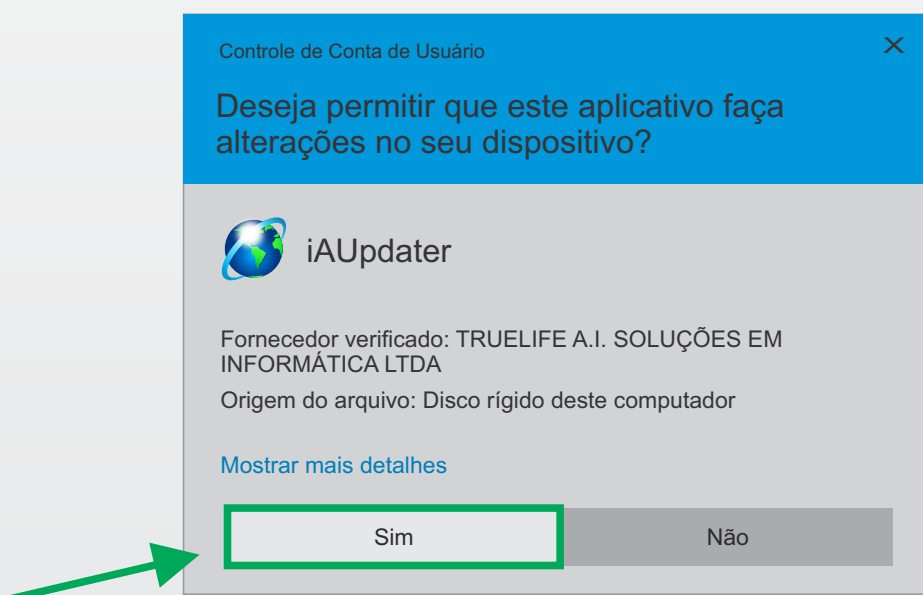 Controle de Conta de Usuário
Deseja permitir que este aplicativo faça
alterações no seu dispositivo?
iAUpdater
Fornecedor verificado: TRUELIFE A.I. SOLUÇÕES EM
INFORMÁTICA LTDA
Origem do arquivo: Disco rígido deste computador
Mostrar mais detalhes
Sim
Não